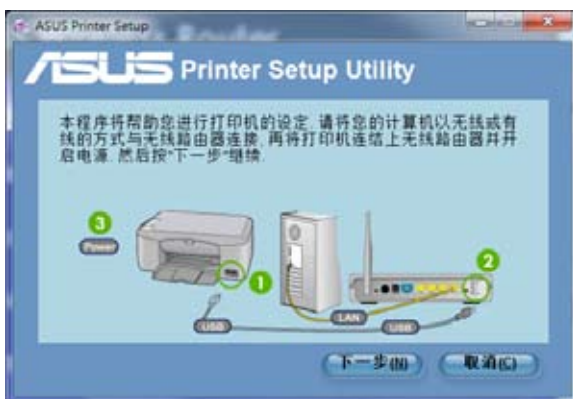 ASUS Printer Setup
ASUS Printer Setup Utility
本程序将帮助您进行打印机的设定. 请将您的计算机以无线或有
线的方式与无线路由器连接, 再将打印机连结上无线路由器并开
启电源. 然后按"下一步"继续.
3
Power
1
2
USB
LAN
USB
下一步(N)
取消(C)